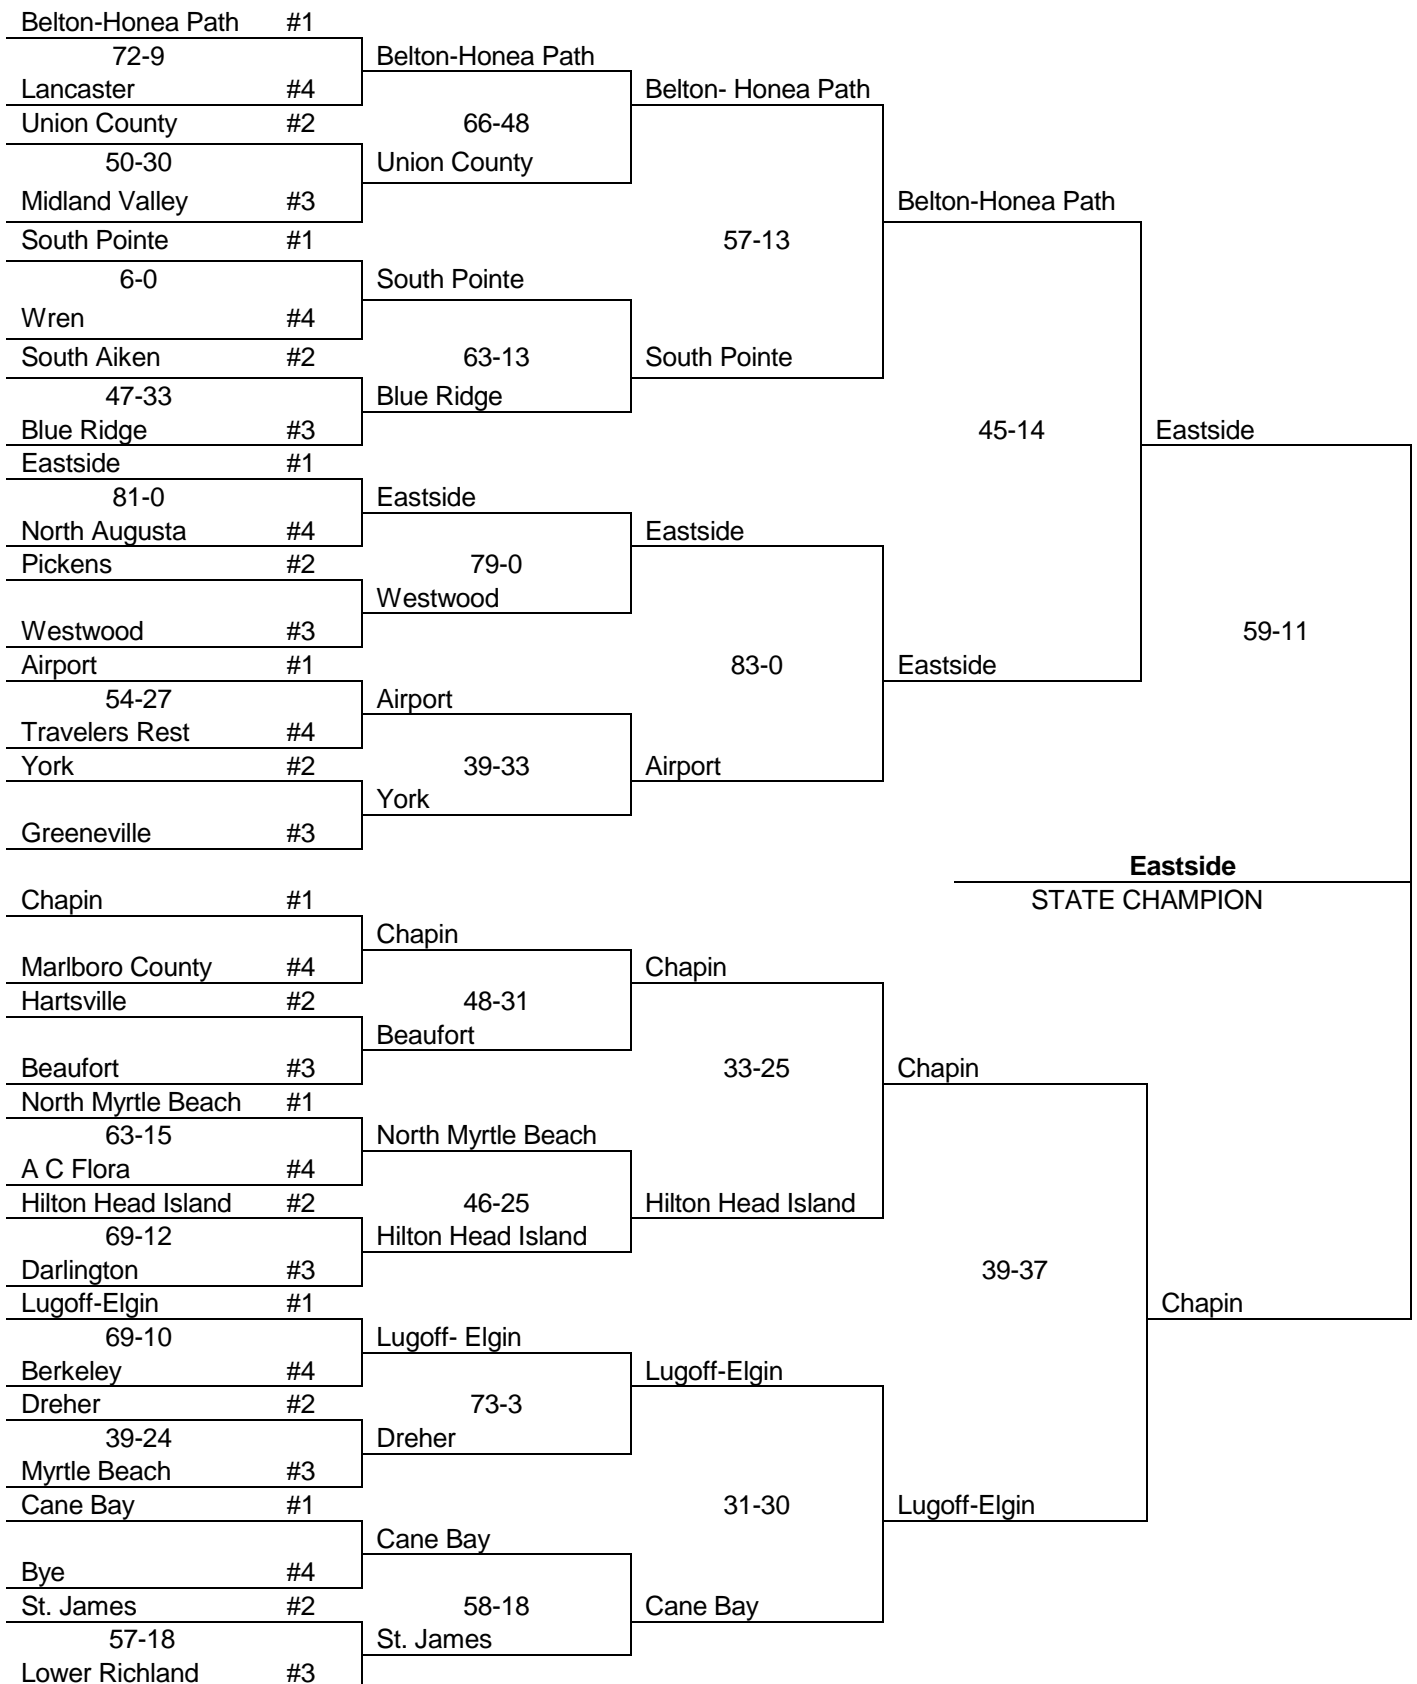 Belton-Honea Path #1
72-9 Belton-Honea Path
Lancaster #4 Belton- Honea Path
Union County #2 66-48
50-30 Union County
Midland Valley #3 Belton-Honea Path
South Pointe #1 57-13
6-0 South Pointe
Wren #4
South Aiken #2 63-13 South Pointe
47-33 Blue Ridge
Blue Ridge #3 45-14 Eastside
Eastside #1
81-0 Eastside
North Augusta #4 Eastside
Pickens #2 79-0
Westwood
Westwood #3 59-11
Airport #1 83-0 Eastside
54-27 Airport
Travelers Rest #4
York #2 39-33 Airport
York
Greeneville #3
Eastside
Chapin #1 STATE CHAMPION
Chapin
Marlboro County #4 Chapin
Hartsville #2 48-31
Beaufort
Beaufort #3 33-25 Chapin
North Myrtle Beach #1
63-15 North Myrtle Beach
A C Flora #4
Hilton Head Island #2 46-25 Hilton Head Island
69-12 Hilton Head Island
Darlington #3 39-37
Lugoff-Elgin #1 Chapin
69-10 Lugoff- Elgin
Berkeley #4 Lugoff-Elgin
Dreher #2 73-3
39-24 Dreher
Myrtle Beach #3
Cane Bay #1 31-30 Lugoff-Elgin
Cane Bay
Bye #4
St. James #2 58-18 Cane Bay
57-18 St. James
Lower Richland #3